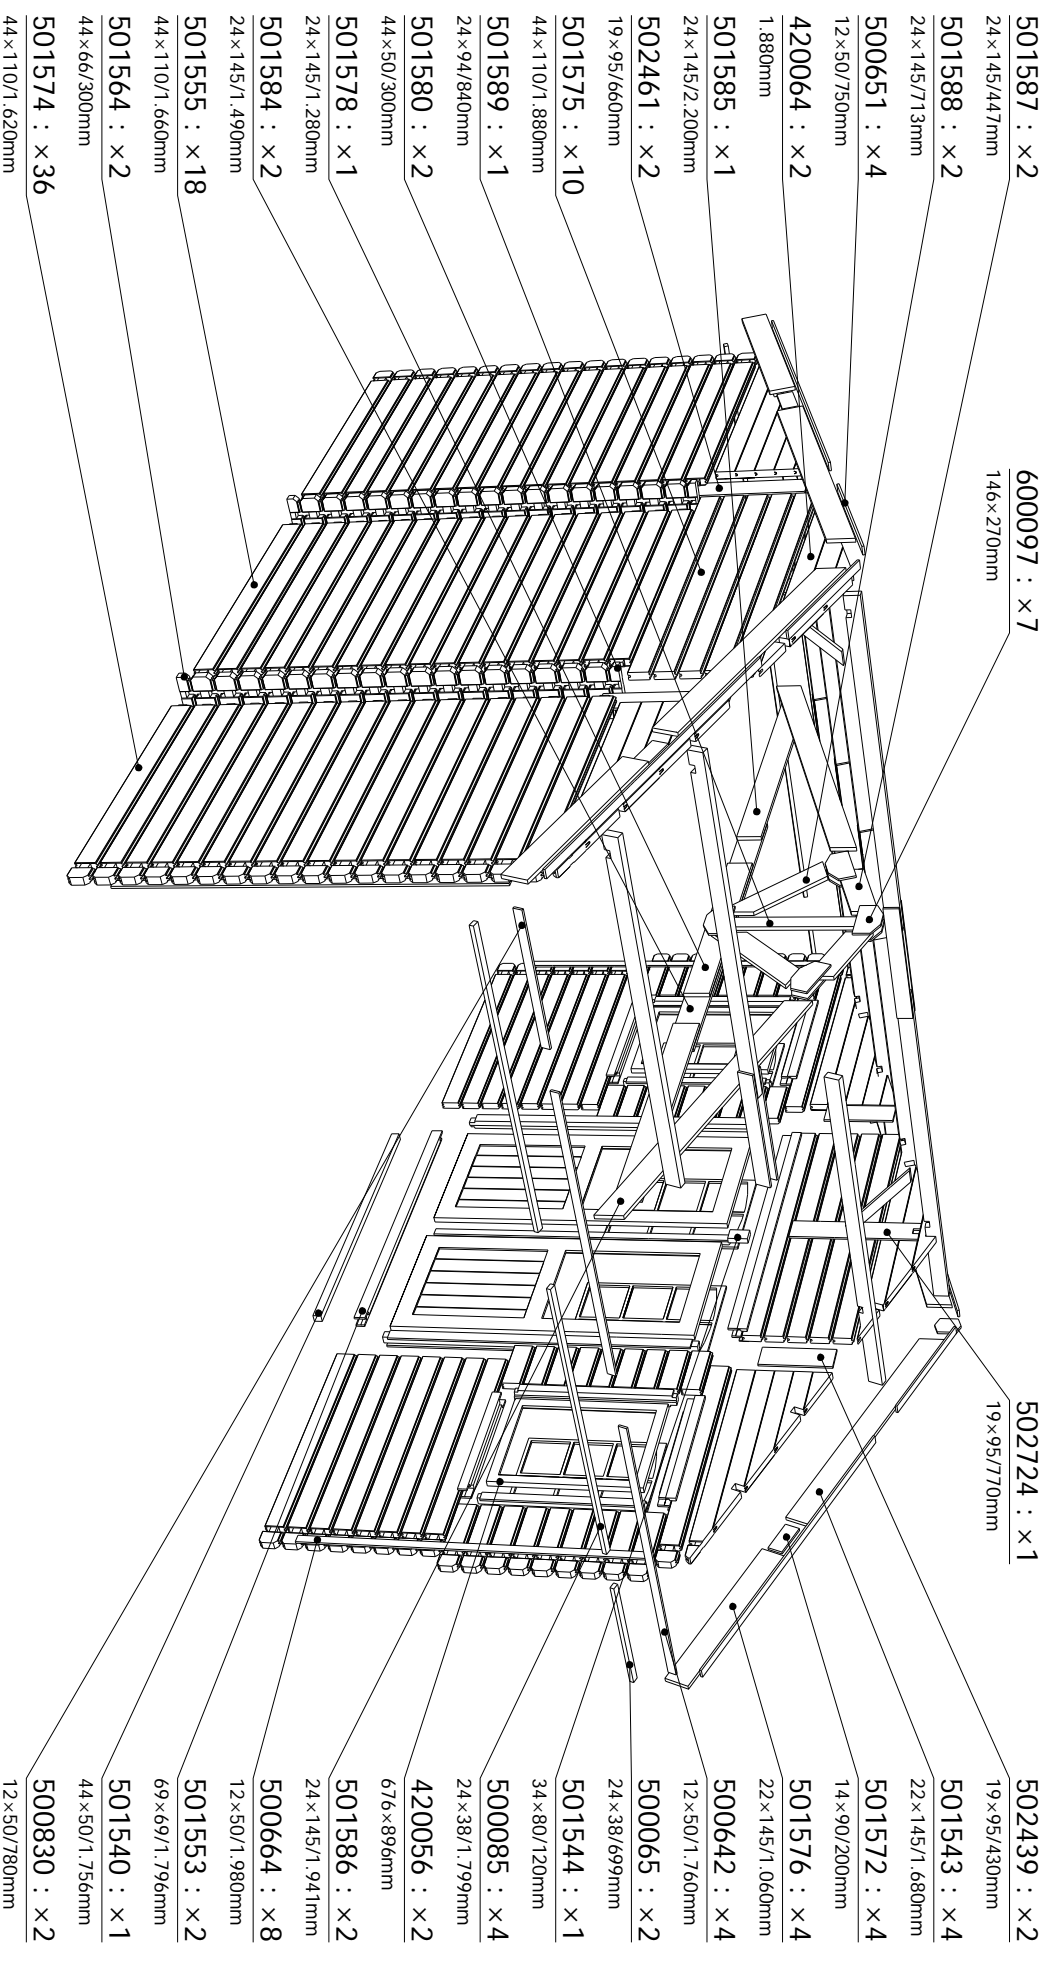 501587 : ×2
24×145/447mm
501588 : ×2
24×145/713mm
500651 : ×4
12×50/750mm
420064 : ×2
1.880mm
501585 : ×1
24×145/2.200mm
502461 : ×2
19×95/660mm
501575 : ×10
44×110/1.880mm
501589 : ×1
24×94/840mm
501580 : ×2
44×50/300mm
501578 : ×1
24×145/1.280mm
501584 : ×2
24×145/1.490mm
501555 : ×18
44×110/1.660mm
501564 : ×2
44×66/300mm
501574 : ×36
44×110/1.620mm
600097 : ×7
146×270mm
502724 : ×1
19×95/770mm
502439 : ×2
19×95/430mm
501543 : ×4
22×145/1.680mm
501572 : ×4
14×90/200mm
501576 : ×4
22×145/1.060mm
500642 : ×4
12×50/1.760mm
500065 : ×2
24×38/699mm
501544 : ×1
34×80/120mm
500085 : ×4
24×38/1.799mm
420056 : ×2
676×896mm
501586 : ×2
24×145/1.941mm
500664 : ×8
12×50/1.980mm
501553 : ×2
69×69/1.796mm
501540 : ×1
44×50/1.756mm
500830 : ×2
12×50/780mm